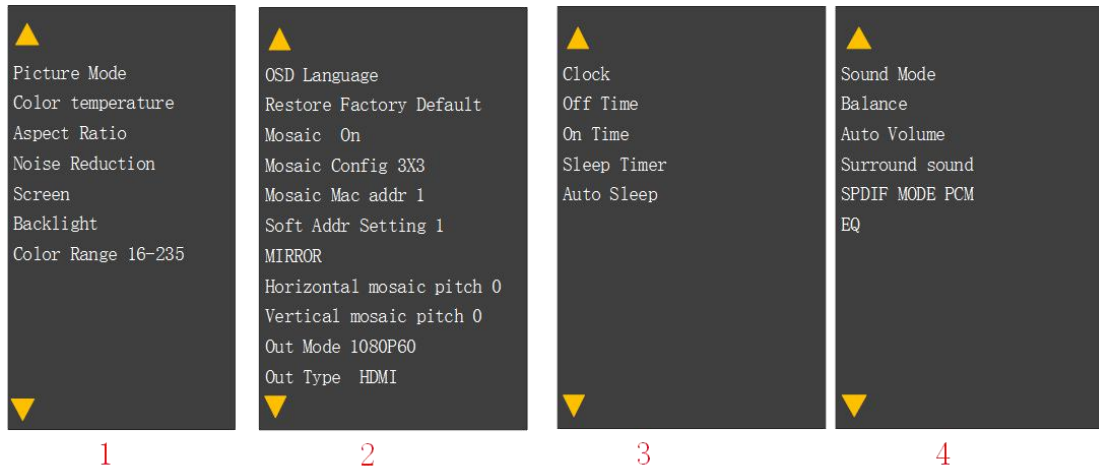 Picture Mode
Color temperature
Aspect Ratio
Noise Reduction
Screen
Backlight
Color Range 16-235
1
OSD Language
Restore Factory Default
Mosaic  On
Mosaic Config 3X3
Mosaic Mac addr 1
Soft Addr Setting 1
MIRROR
Horizontal mosaic pitch 0
Vertical mosaic pitch 0
Out Mode 1080P60
Out Type  HDMI
2
Clock
Off Time
On Time
Sleep Timer
Auto Sleep
3
Sound Mode
Balance
Auto Volume
Surround sound
SPDIF MODE PCM
EQ
4